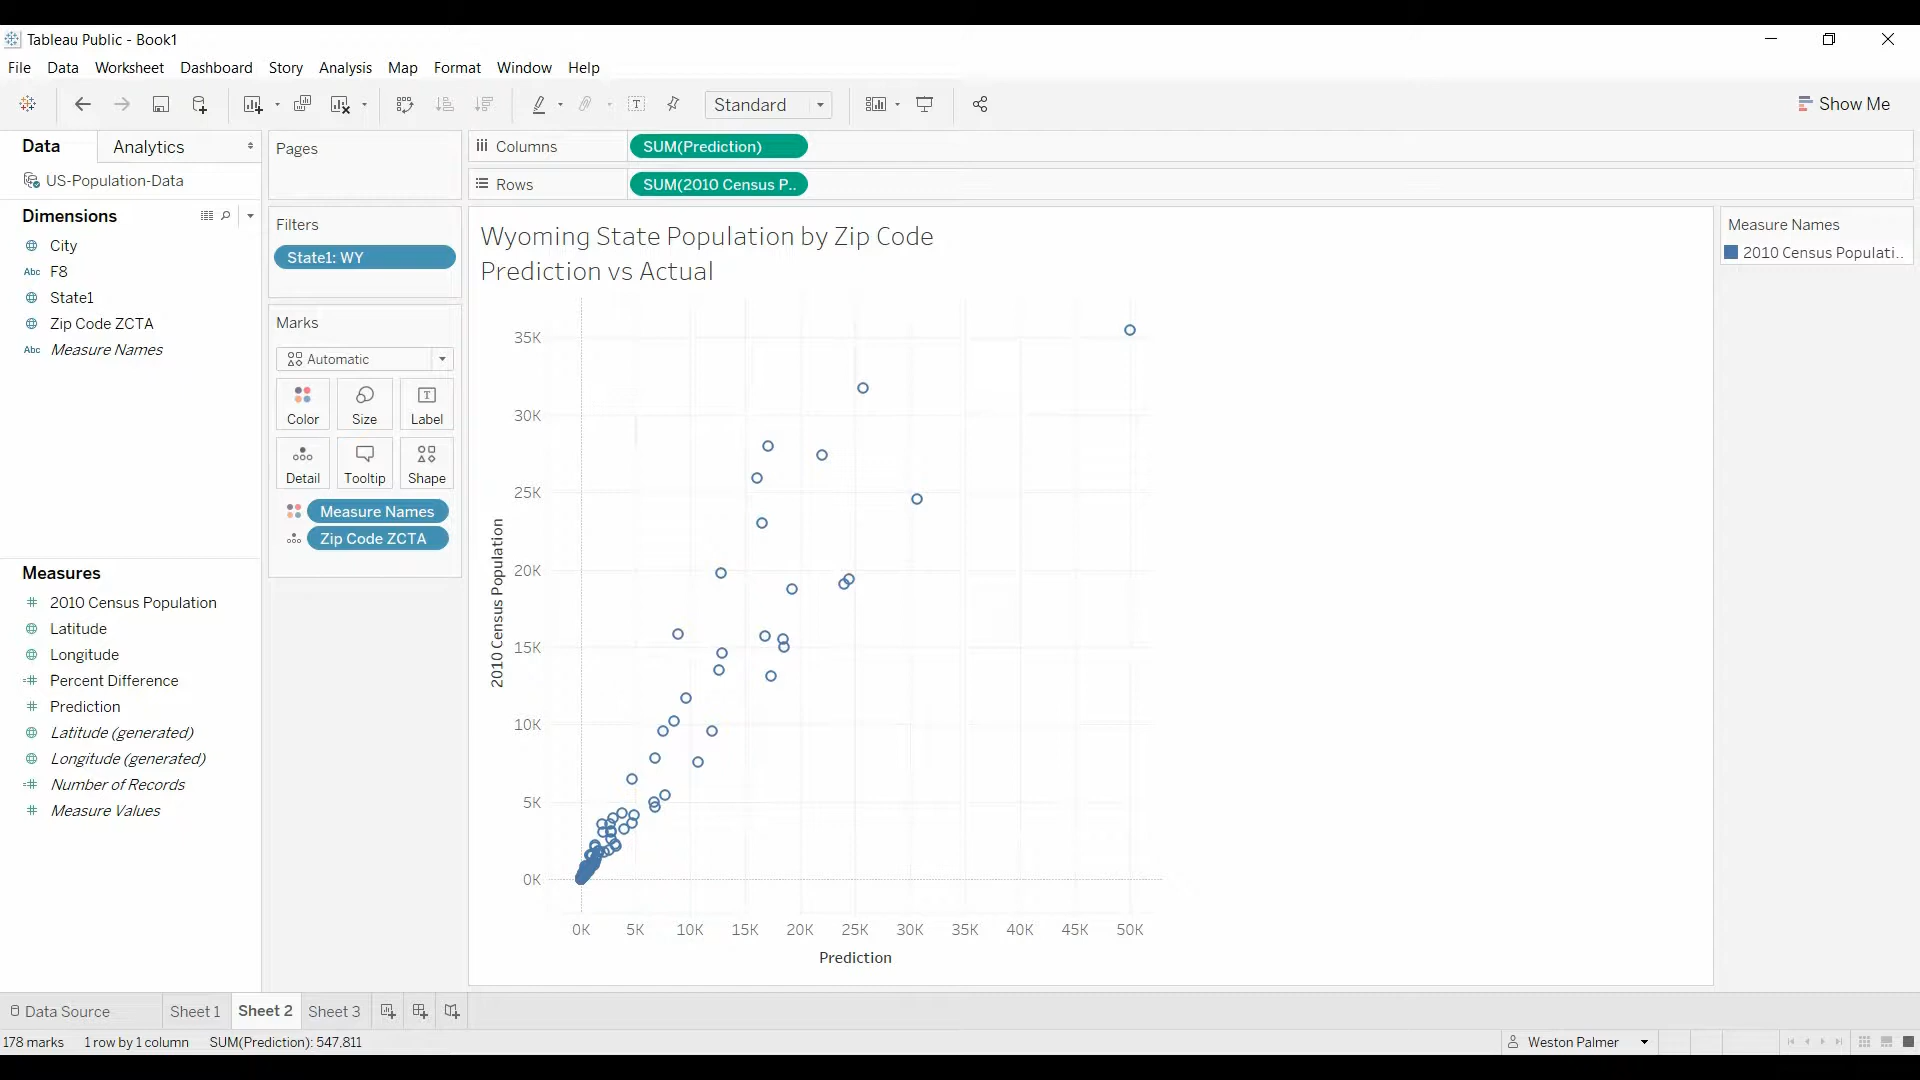 Tableau Public - Book1
File Data Worksheet Dashboard Story Analysis Map Format Window Help
Standard
Show Me
Data Analytics
US-Population-Data
Dimensions
City
Abc F8
State1
Zip Code ZCTA
Abc Measure Names
Measures
2010 Census Population
Latitude
Longitude
Percent Difference
Prediction
Latitude (generated)
Longitude (generated)
Number of Records
Measure Values
Pages
Filters
State1: WY
Marks
Automatic
Color Size Label
Detail Tooltip Shape
Measure Names
Zip Code ZCTA
Columns SUM(Prediction)
Rows SUM(2010 Census P..
Wyoming State Population by Zip Code
Prediction vs Actual
2010 Census Population
35K
30K
25K
20K
15K
10K
5K
0K
0K 5K 10K 15K 20K 25K 30K 35K 40K 45K 50K
Prediction
Measure Names
2010 Census Populati..
Data Source Sheet 1 Sheet 2 Sheet 3
178 marks 1 row by 1 column SUM(Prediction): 547,811
Weston Palmer